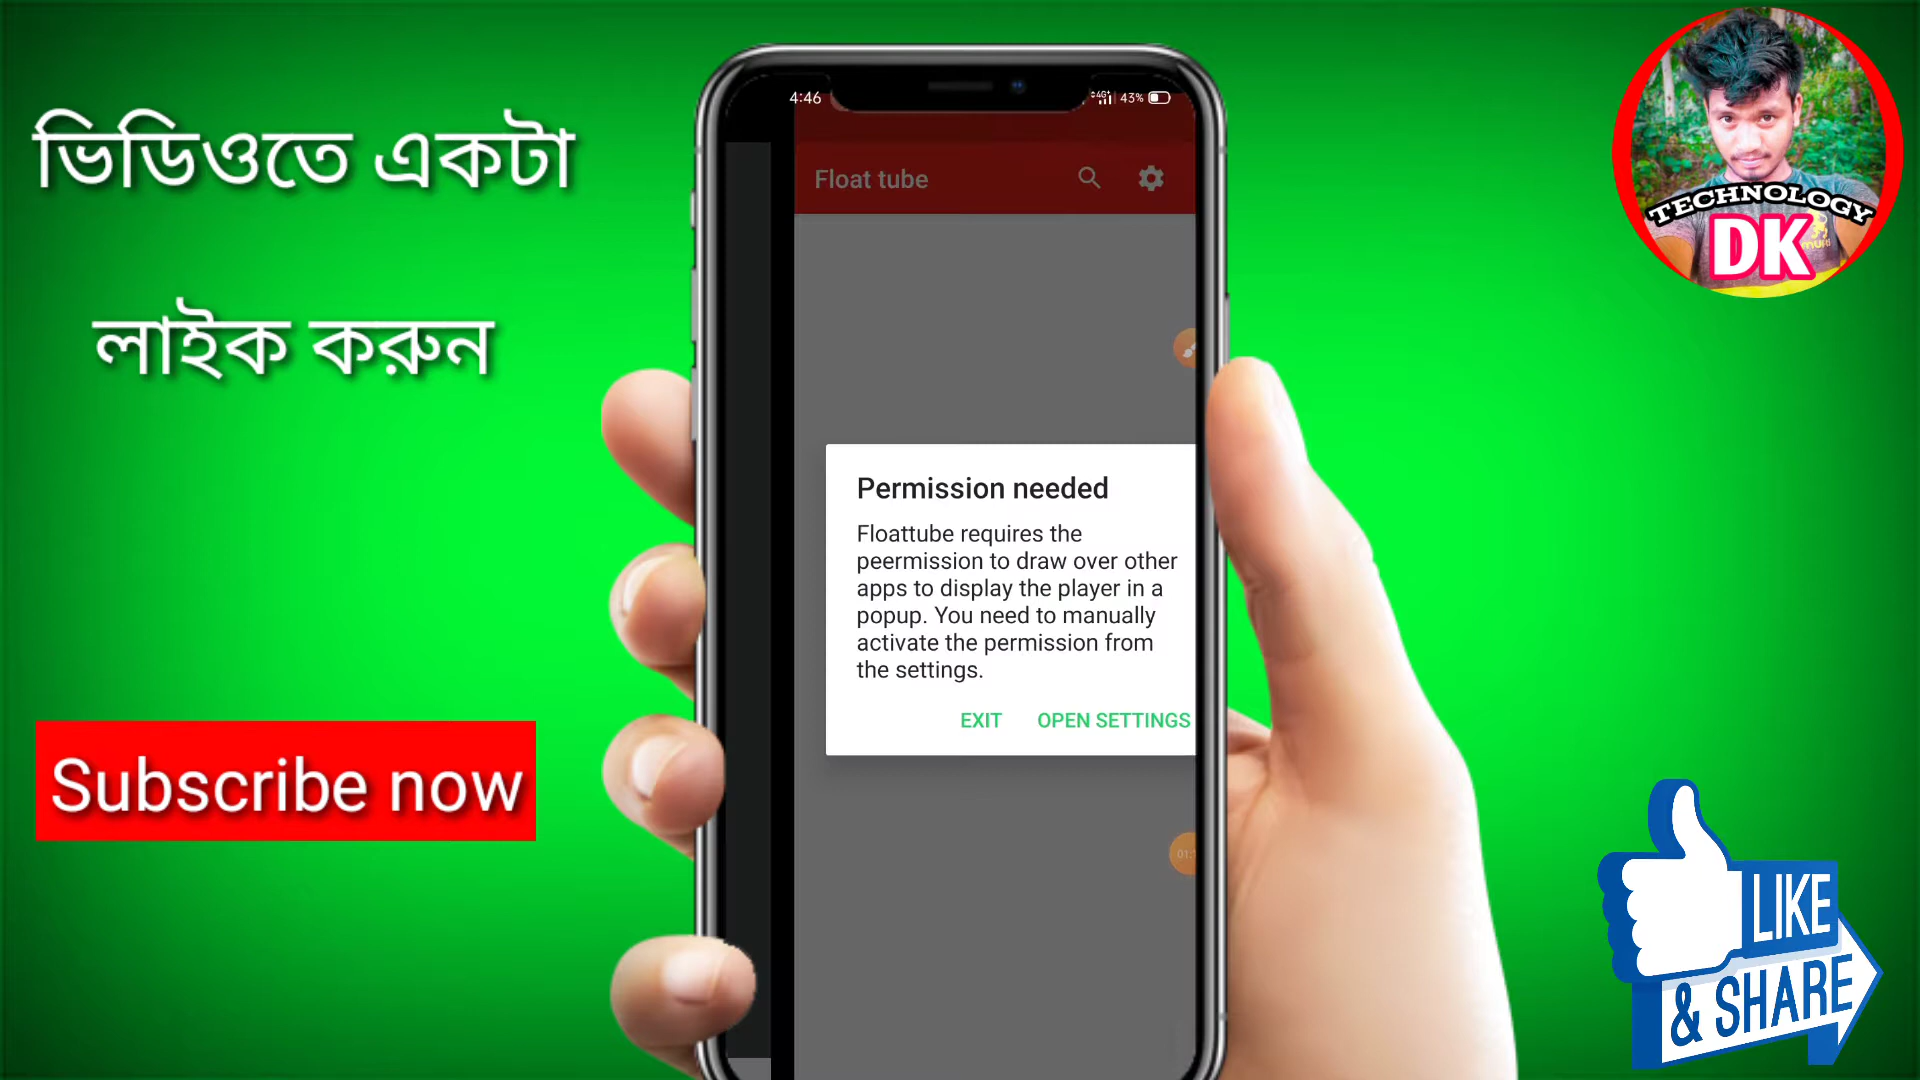 ভিডিওতে একটা
লাইক করুন
Subscribe now
4:46
4G+ 43%
Float tube
Permission needed
Floattube requires the
peermission to draw over other
apps to display the player in a
popup. You need to manually
activate the permission from
the settings.
EXIT OPEN SETTINGS
TECHNOLOGY
DK
LIKE
& SHARE